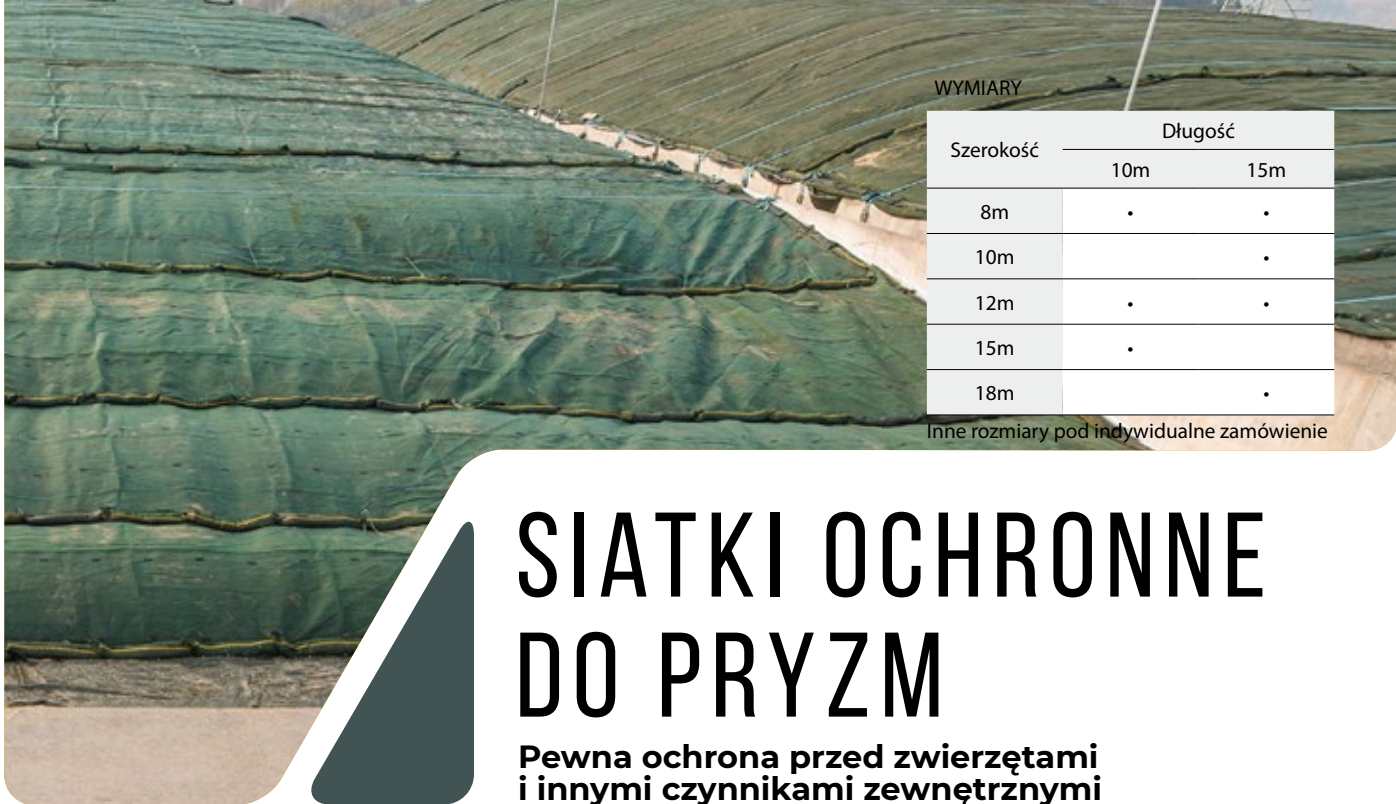 WYMIARY
Szerokość Długość
10m 15m
8m • •
10m •
12m • •
15m •
18m •
Inne rozmiary pod indywidualne zamówienie
SIATKI OCHRONNE
DO PRYZM
Pewna ochrona przed zwierzętami
i innymi czynnikami zewnętrznymi